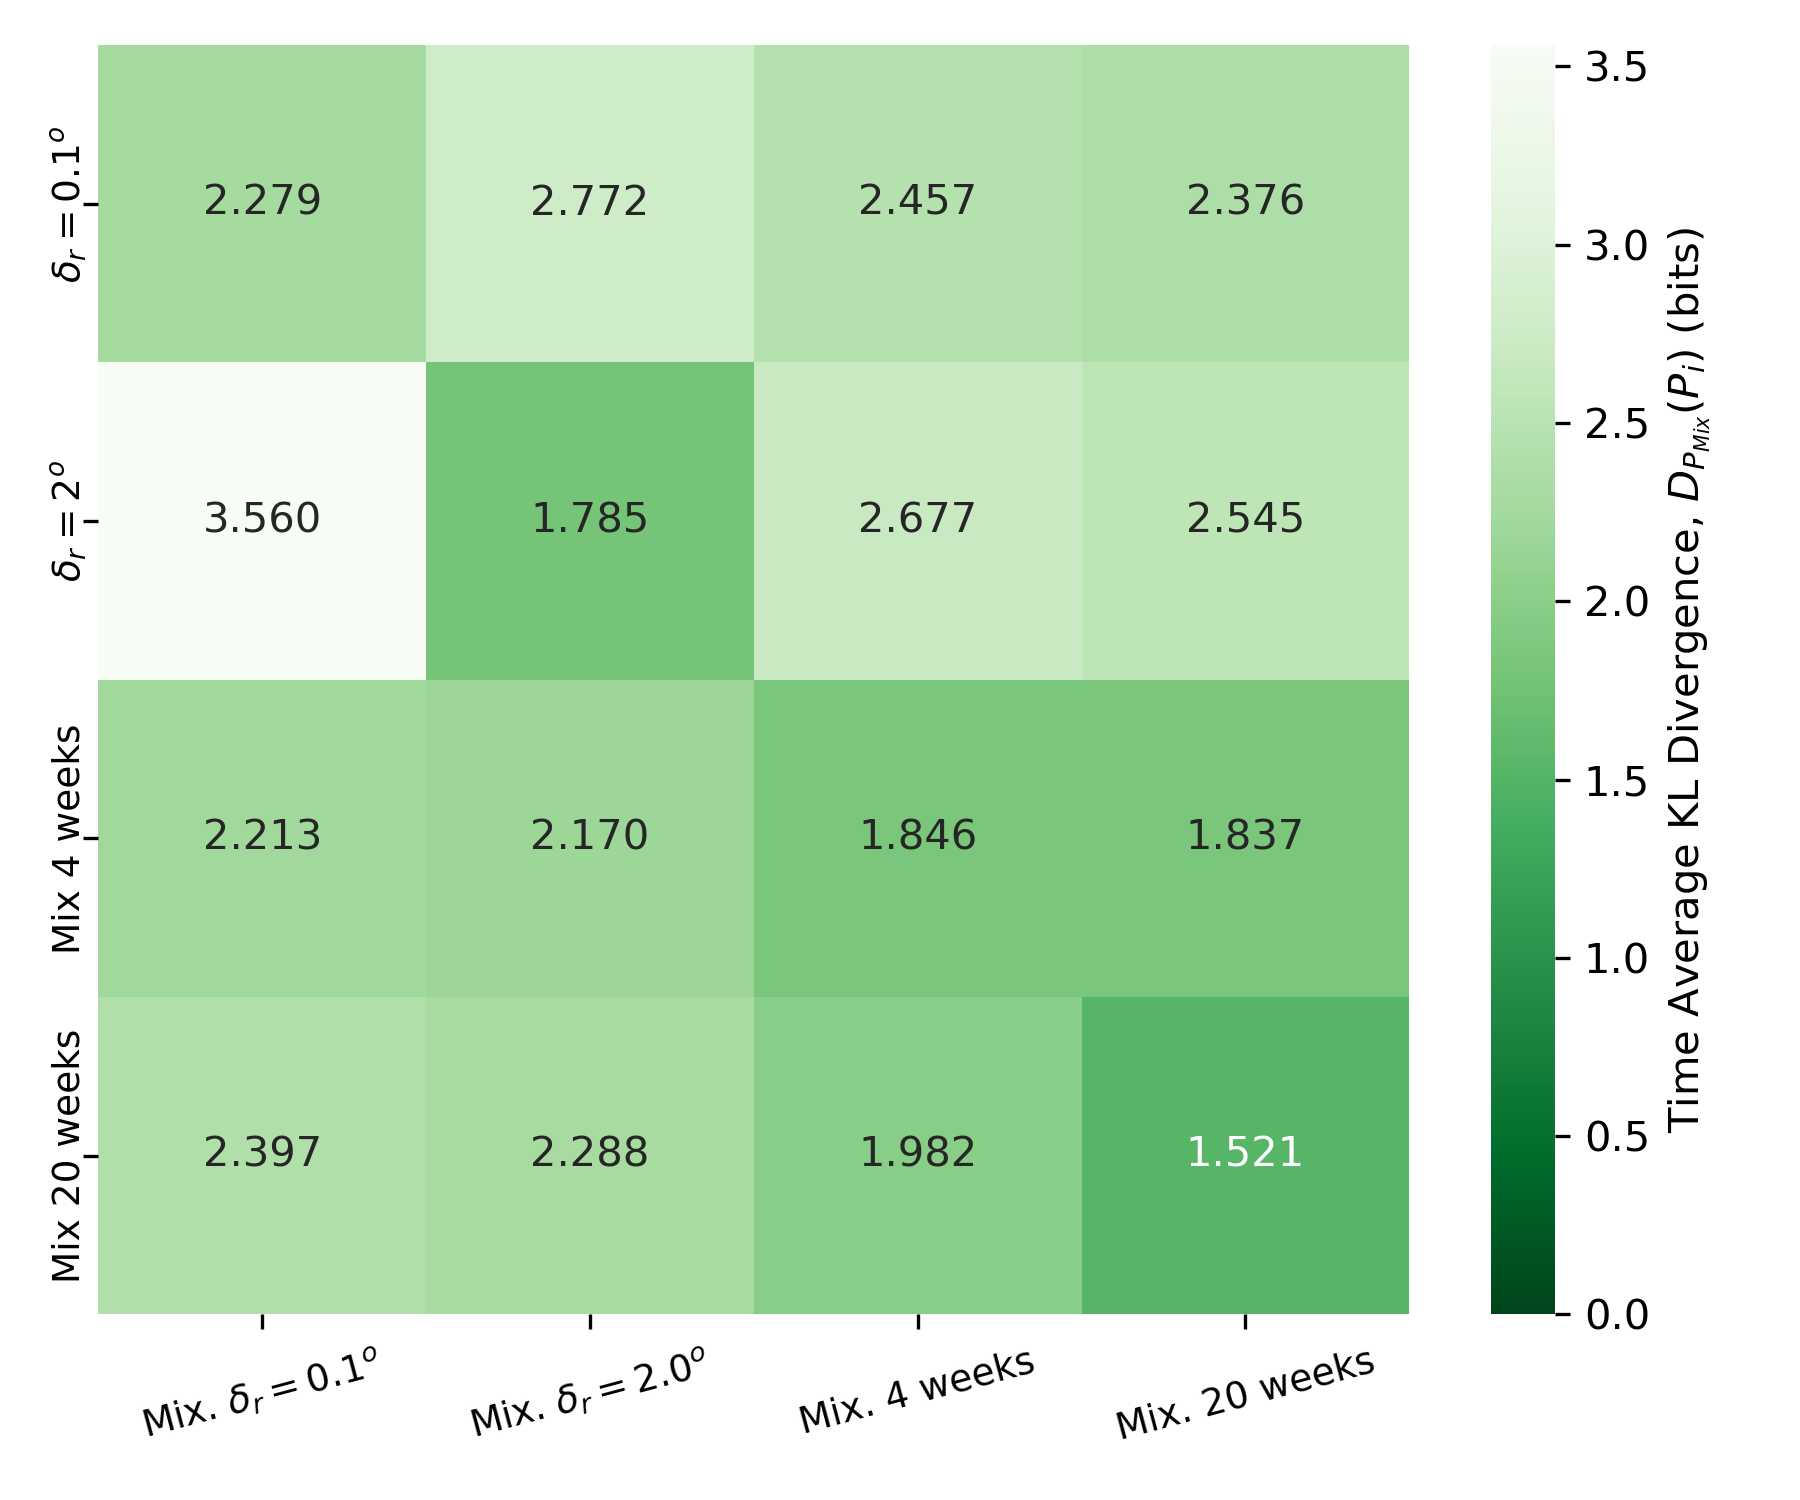 δr = 0.1°
2.279 2.772 2.457 2.376
δr = 2°
3.560 1.785 2.677 2.545
Mix 4 weeks
2.213 2.170 1.846 1.837
Mix 20 weeks
2.397 2.288 1.982 1.521
Mix. δr = 0.1°
Mix. δr = 2.0°
Mix. 4 weeks
Mix. 20 weeks
3.5
3.0
2.5
2.0
1.5
1.0
0.5
0.0
Time Average KL Divergence, D_{P_{Mix}}(P_i) (bits)